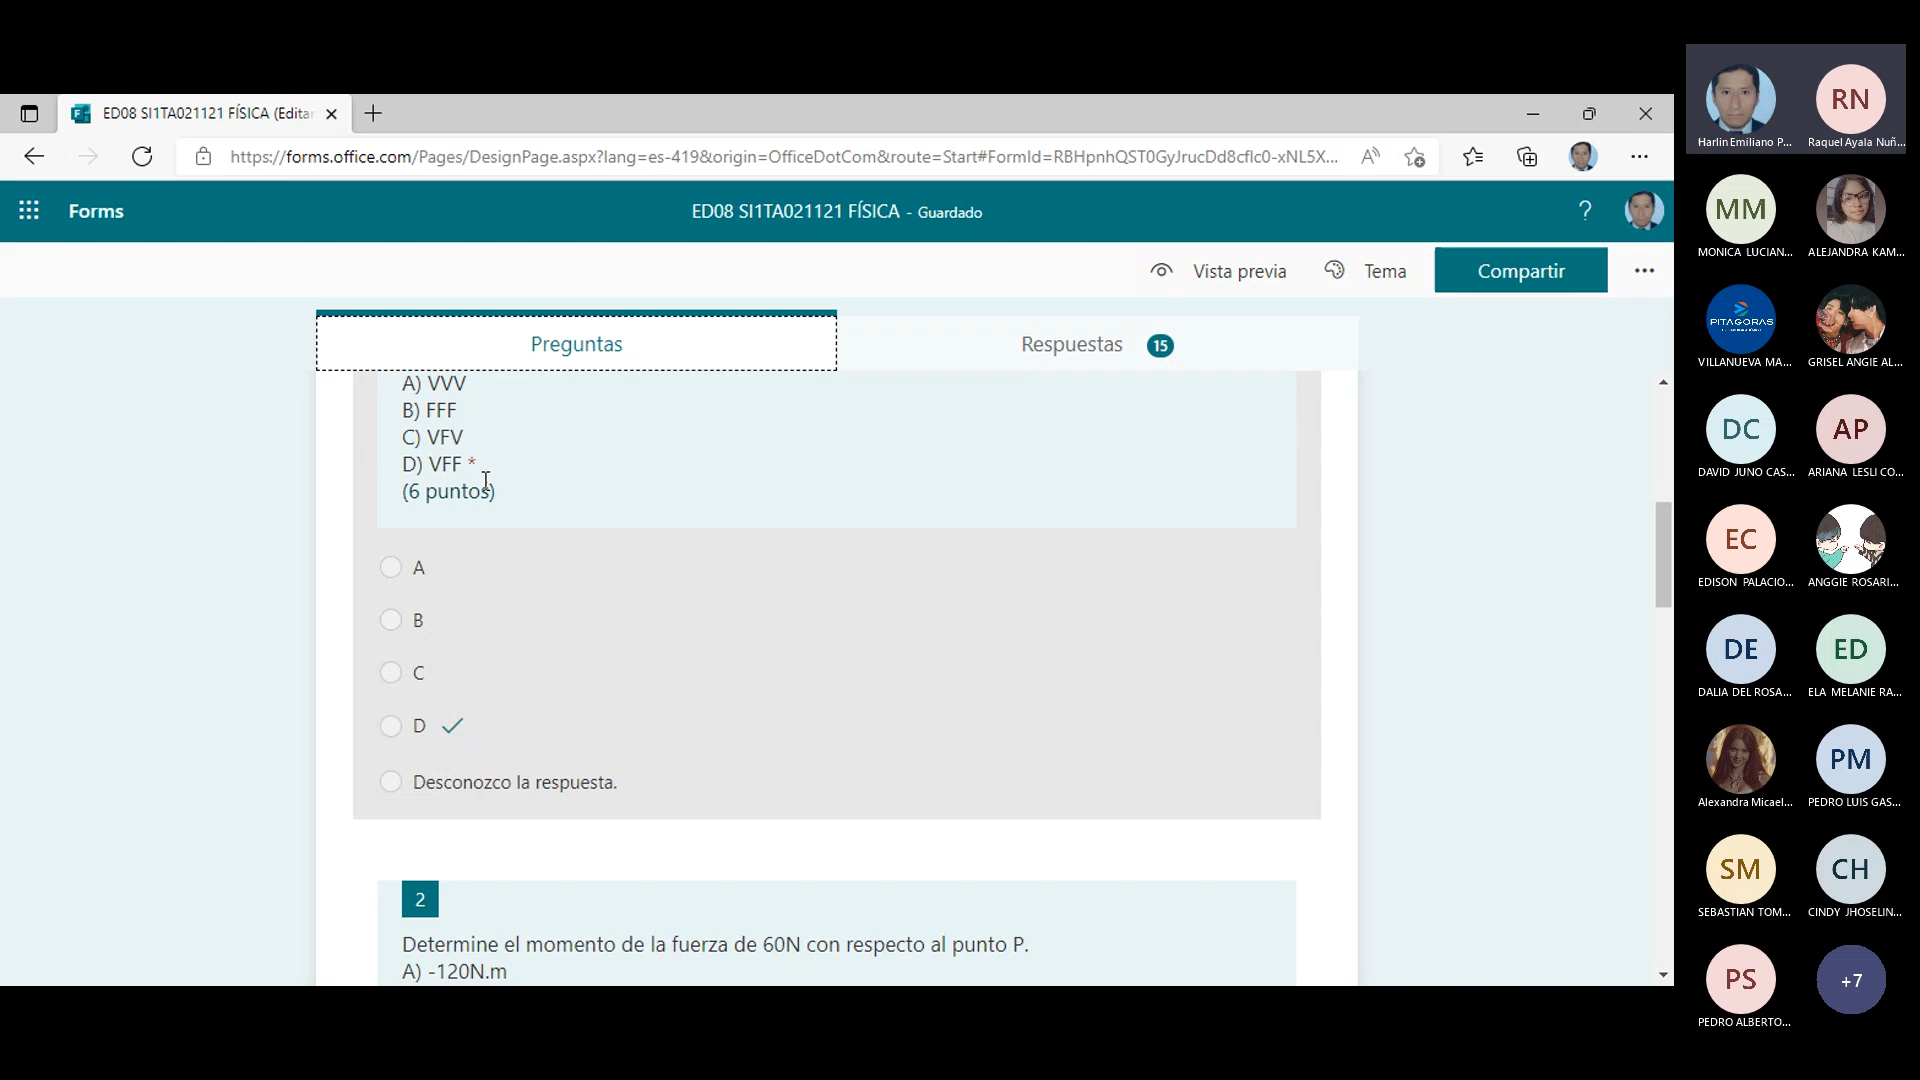 ED08 SI1TA021121 FÍSICA (Edita
https://forms.office.com/Pages/DesignPage.aspx?lang=es-419&origin=OfficeDotCom&route=Start#FormId=RBHpnhQST0GyJrucDd8cflc0-xNL5X...
Forms
ED08 SI1TA021121 FÍSICA - Guardado
?
Vista previa
Tema
Compartir
Preguntas
Respuestas
15
A) VVV
B) FFF
C) VFV
D) VFF *
(6 puntos)
A
B
C
D
Desconozco la respuesta.
2
Determine el momento de la fuerza de 60N con respecto al punto P.
A) -120N.m
RN
Harlin Emiliano P...
Raquel Ayala Nuñ...
MM
MONICA LUCIAN...
ALEJANDRA KAM...
PITAGORAS
VILLANUEVA MA...
GRISEL ANGIE AL...
DC
AP
DAVID JUNO CAS...
ARIANA LESLI CO...
EC
EDISON PALACIO...
ANGGIE ROSARI...
DE
ED
DALIA DEL ROSA...
ELA MELANIE RA...
PM
Alexandra Micael...
PEDRO LUIS GAS...
SM
CH
SEBASTIAN TOM...
CINDY JHOSELIN...
PS
+7
PEDRO ALBERTO...